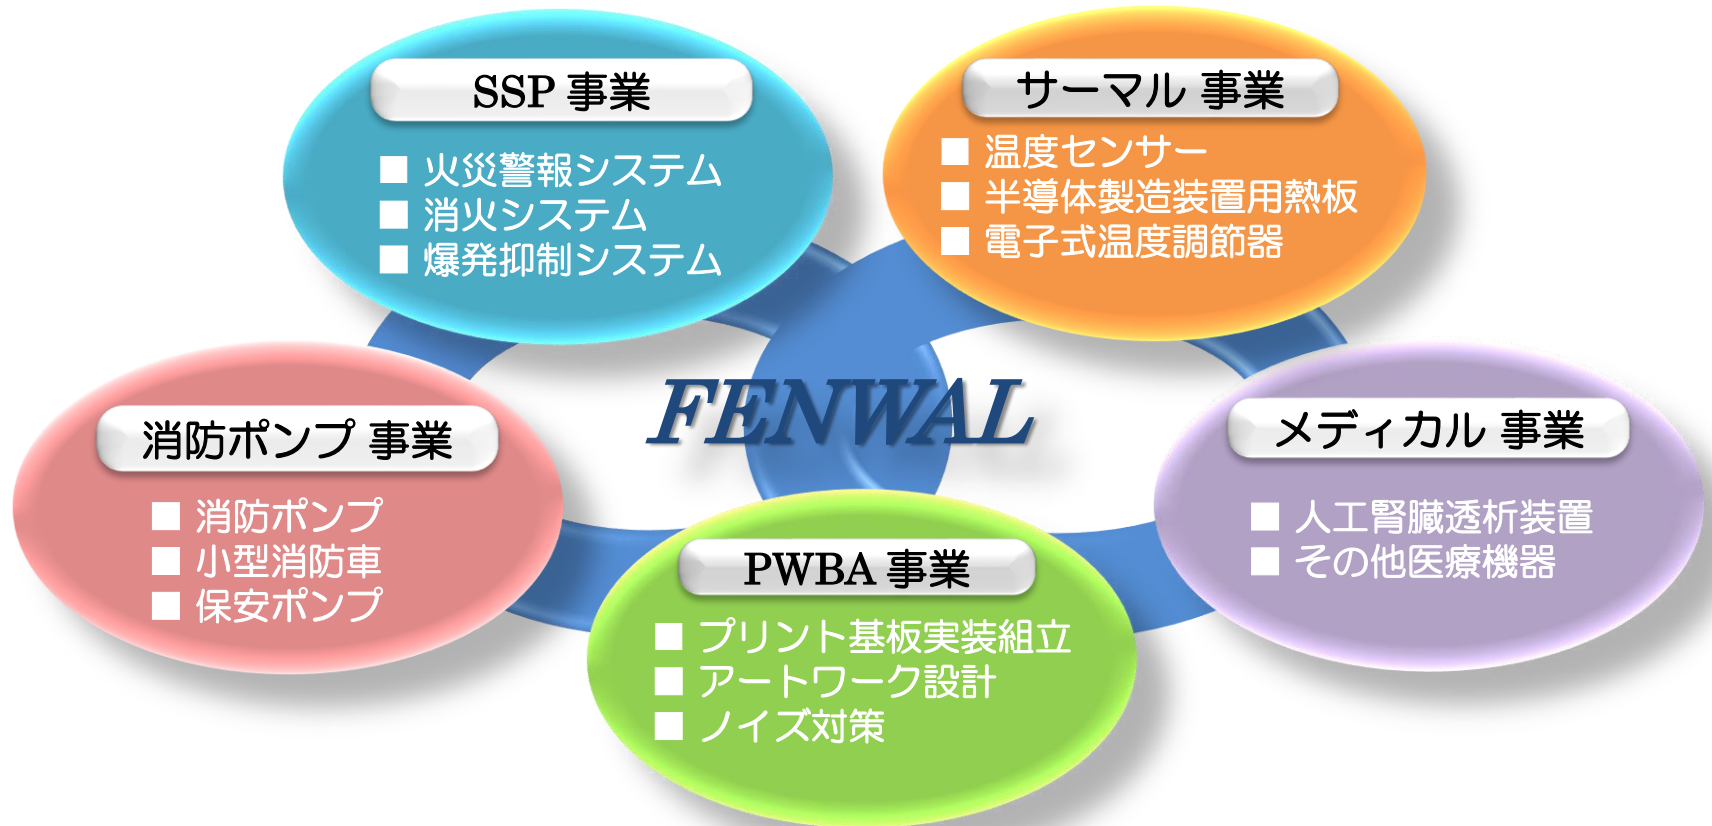 SSP 事業
■ 火災警報システム
■ 消火システム
■ 爆発抑制システム
サーマル 事業
■ 温度センサー
■ 半導体製造装置用熱板
■ 電子式温度調節器
FENWAL
消防ポンプ 事業
■ 消防ポンプ
■ 小型消防車
■ 保安ポンプ
PWBA 事業
■ プリント基板実装組立
■ アートワーク設計
■ ノイズ対策
メディカル 事業
■ 人工腎臓透析装置
■ その他医療機器